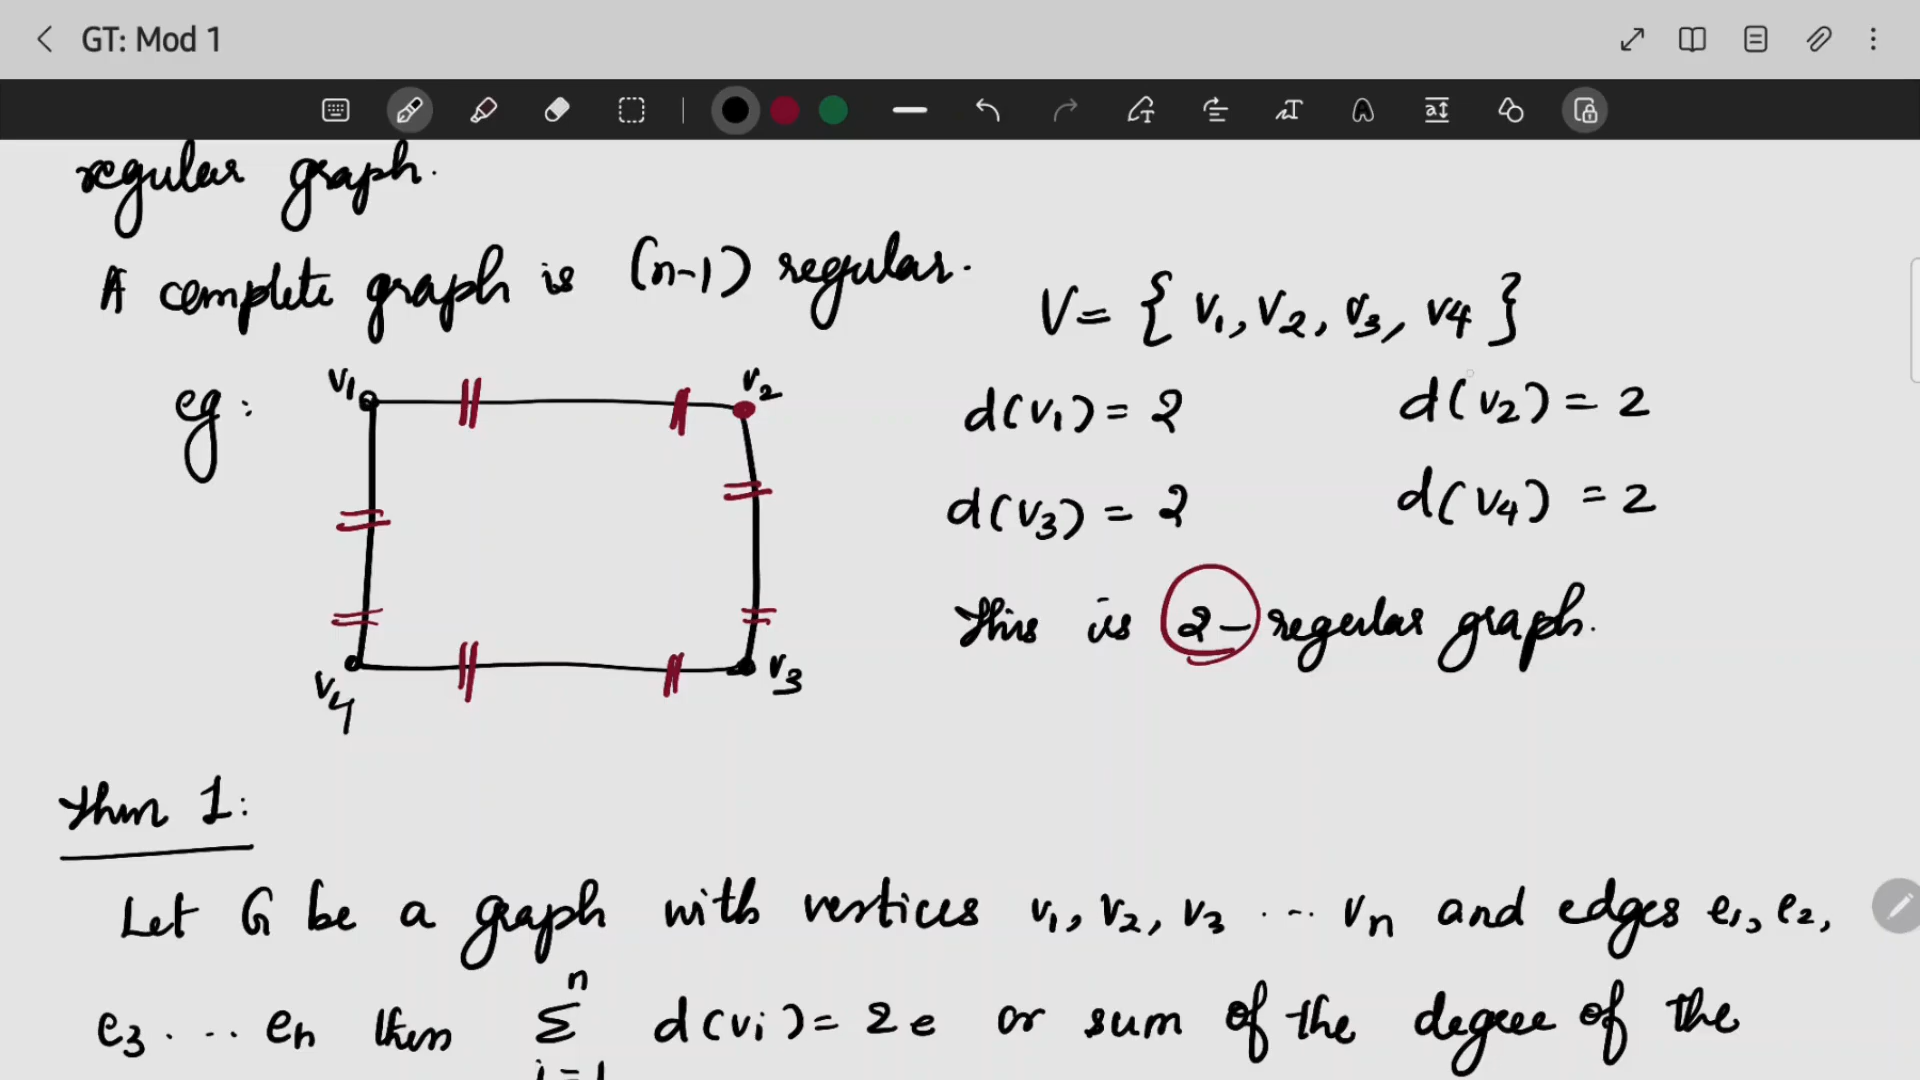 GT: Mod 1
regular graph.
A complete graph is (n-1) regular.
V = { v1, v2, v3, v4 }
eg:
v1
v2
v4
v3
d(v1) = 2
d(v2) = 2
d(v3) = 2
d(v4) = 2
This is 2- regular graph.
Thm 1:
Let G be a graph with vertices v1, v2, v3 ... vn and edges e1, e2,
e3 .... en then n Σ i=1 d(vi) = 2e or sum of the degree of the